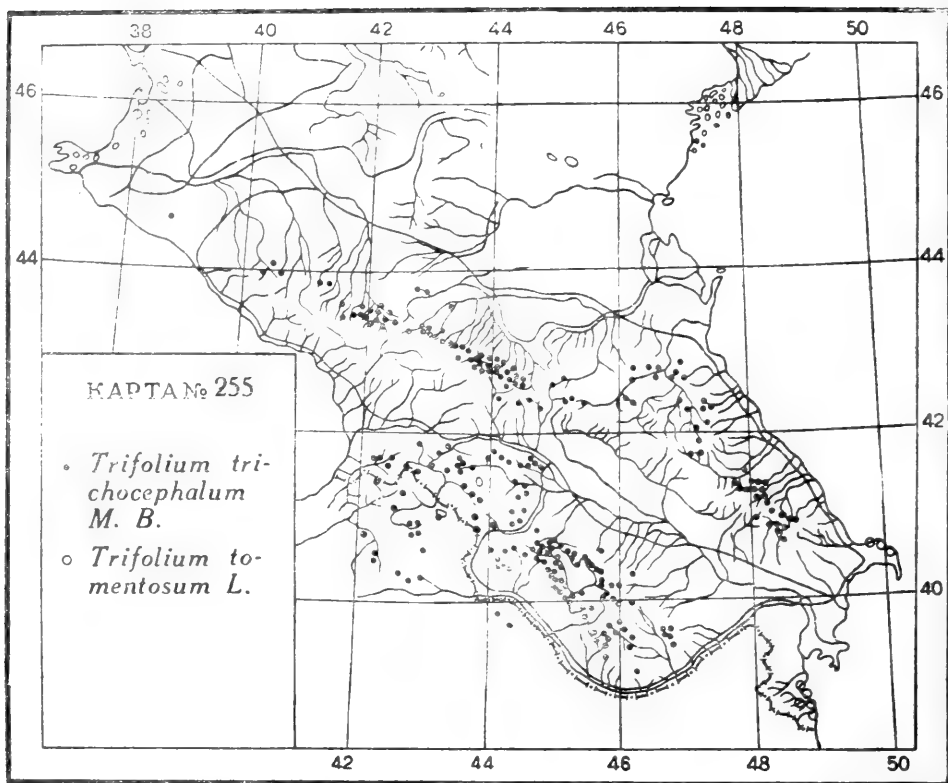 38 40 42 44 46 48 50
46 46
44 44
КАРТА № 255
42
Trifolium tri-
chocephalum
M. B.
Trifolium to-
mentosum L.
40
42 44 46 48 50